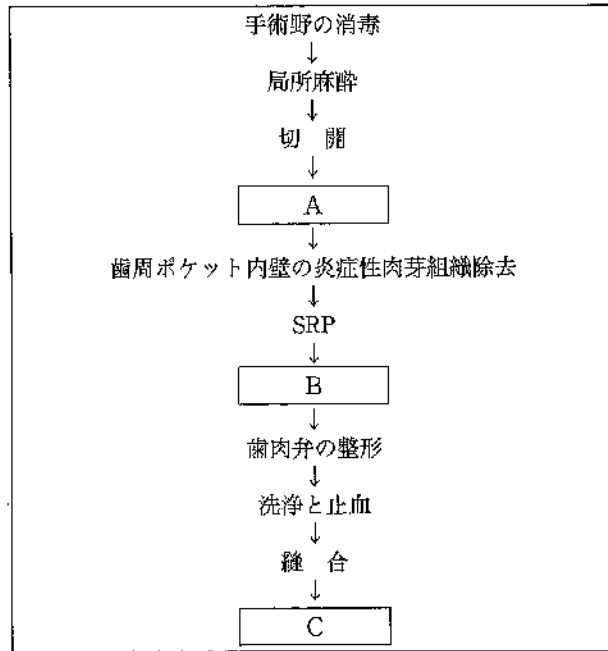 手術野の消毒
↓
局所麻酔
↓
切 開
↓
A
↓
歯周ポケット内壁の炎症性肉芽組織除去
↓
SRP
↓
B
↓
歯肉弁の整形
↓
洗浄と止血
↓
縫 合
↓
C